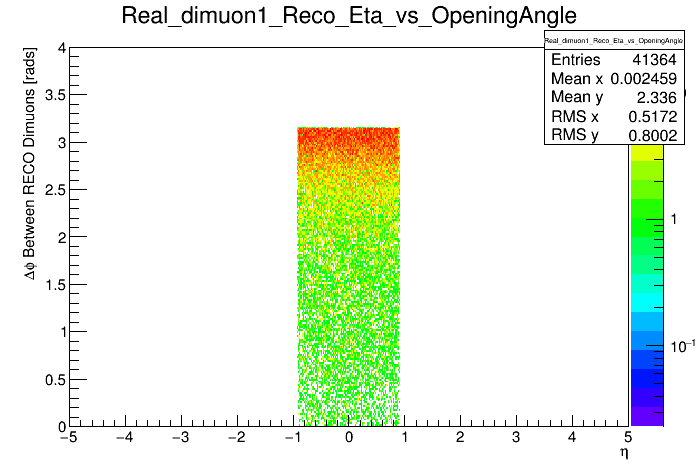 Real_dimuon1_Reco_Eta_vs_OpeningAngle
Real_dimuon1_Reco_Eta_vs_OpeningAngle
Entries 41364
Mean x 0.002459
Mean y 2.336
RMS x 0.5172
RMS y 0.8002
Δϕ Between RECO Dimuons [rads]
4
3.5
3
2.5
2
1.5
1
0.5
0
1
10⁻¹
−5 −4 −3 −2 −1 0 1 2 3 4 5
η